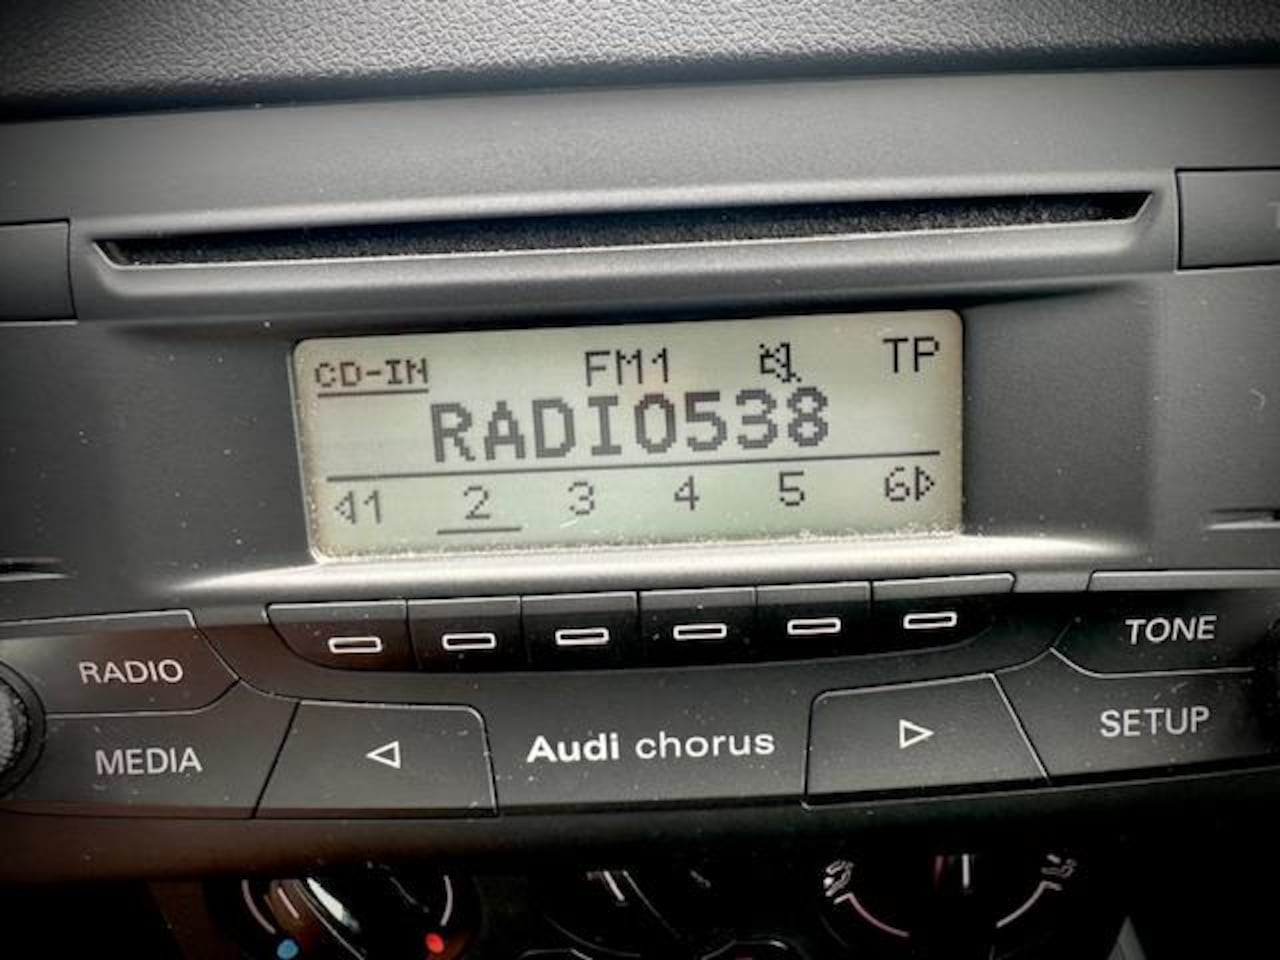 CD-IN FM1 TP
RADIO538
1 2 3 4 5 6
RADIO
TONE
MEDIA
Audi chorus
SETUP